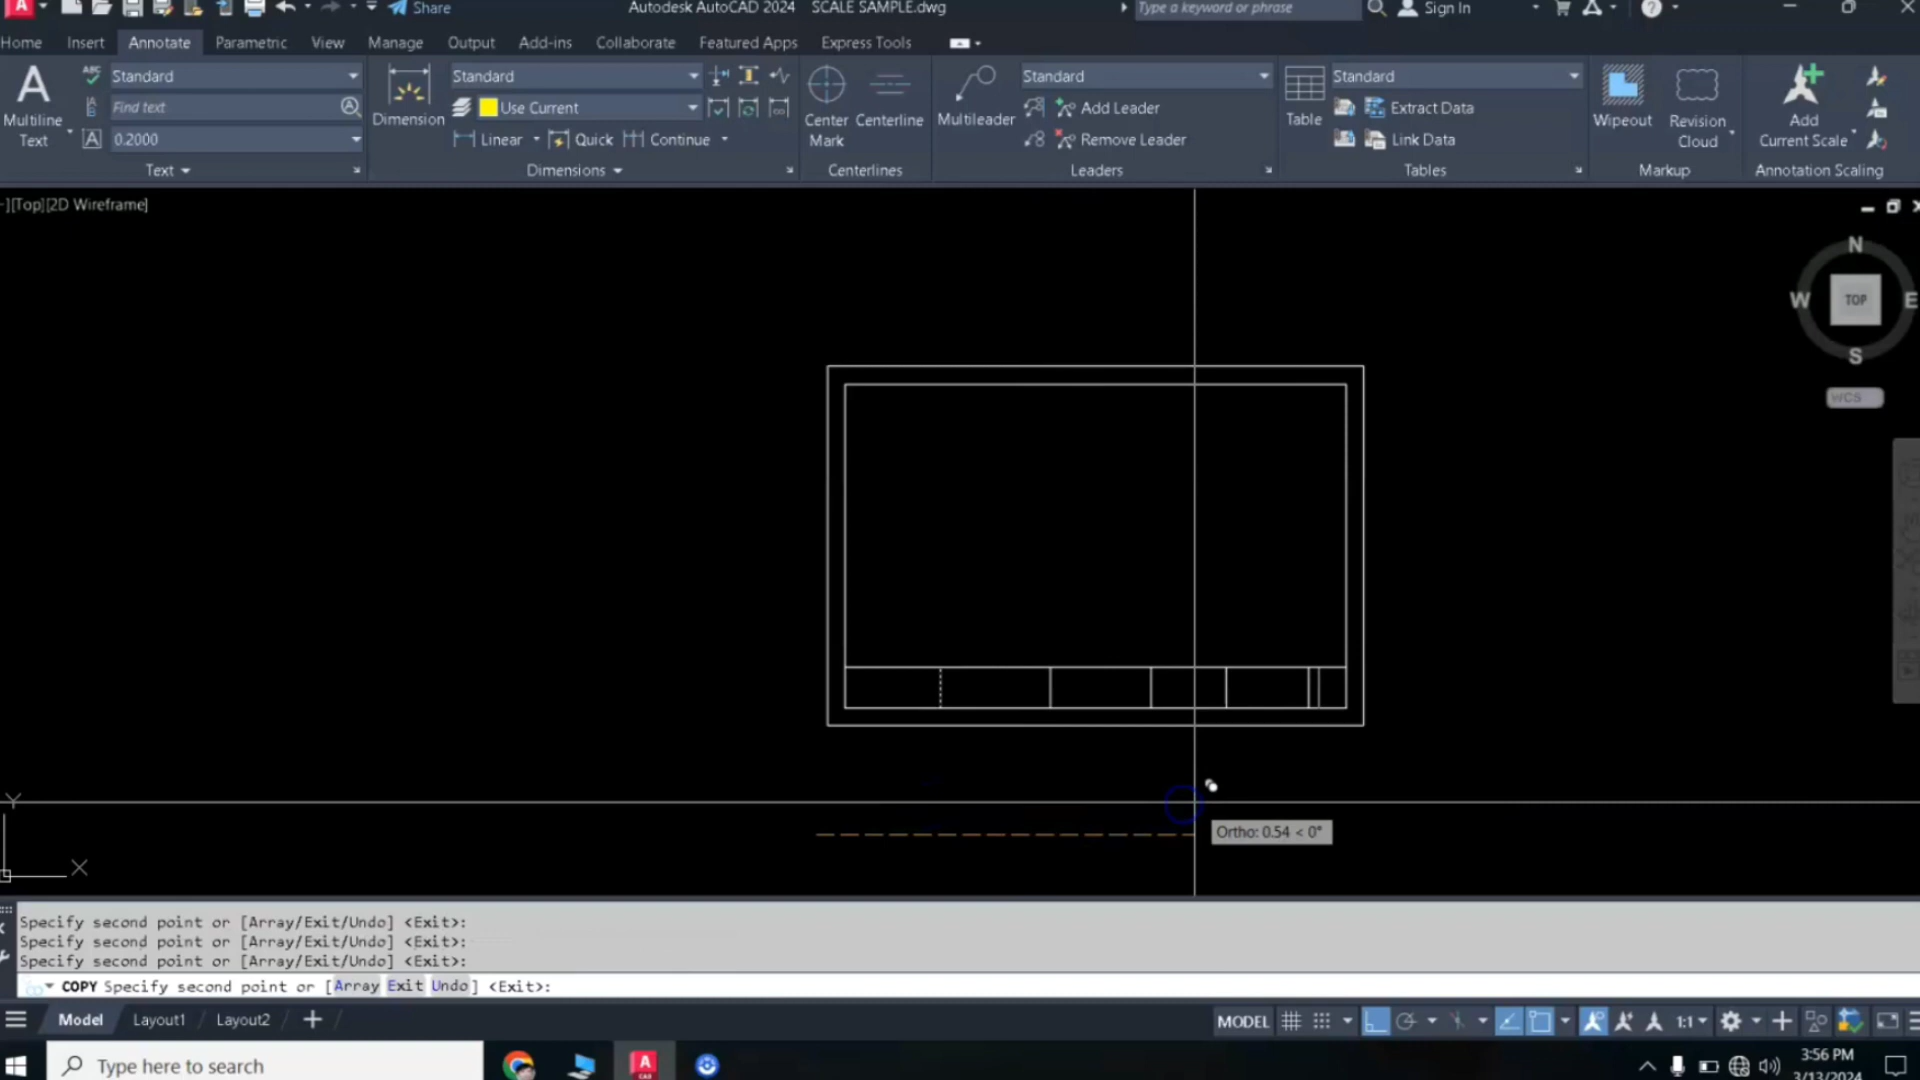 Share Autodesk AutoCAD 2024 SCALE SAMPLE.dwg Type a keyword or phrase Sign In
Home Insert Annotate Parametric View Manage Output Add-ins Collaborate Featured Apps Express Tools
Standard Standard Standard Standard
Find text Use Current Add Leader Extract Data
Multiline Text 0.2000 Dimension Linear Quick Continue Center Mark Centerline Multileader Remove Leader Table Link Data Wipeout Revision Cloud Add Current Scale
Text Dimensions Centerlines Leaders Tables Markup Annotation Scaling
-][Top][2D Wireframe]
N
W TOP E
S
WCS
Ortho: 0.54 < 0°
Y
X
Specify second point or [Array/Exit/Undo] <Exit>:
Specify second point or [Array/Exit/Undo] <Exit>:
Specify second point or [Array/Exit/Undo] <Exit>:
COPY Specify second point or [Array Exit Undo] <Exit>:
Model Layout1 Layout2 + MODEL 1:1
Type here to search 3:56 PM
3/13/2024